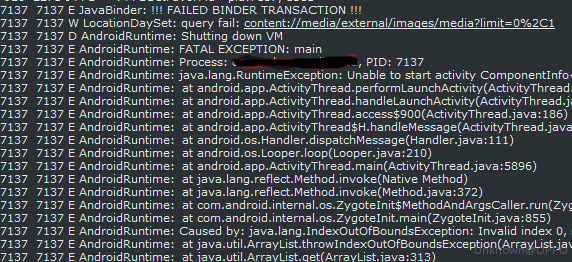 7137 7137 E JavaBinder: !!! FAILED BINDER TRANSACTION !!!
7137 7137 W LocationDaySet: query fail: content://media/external/images/media?limit=0%2C1
7137 7137 D AndroidRuntime: Shutting down VM
7137 7137 E AndroidRuntime: FATAL EXCEPTION: main
7137 7137 E AndroidRuntime: Process: , PID: 7137
7137 7137 E AndroidRuntime: java.lang.RuntimeException: Unable to start activity ComponentInfo
7137 7137 E AndroidRuntime: at android.app.ActivityThread.performLaunchActivity(ActivityThread.
7137 7137 E AndroidRuntime: at android.app.ActivityThread.handleLaunchActivity(ActivityThread.ja
7137 7137 E AndroidRuntime: at android.app.ActivityThread.access$900(ActivityThread.java:186)
7137 7137 E AndroidRuntime: at android.app.ActivityThread$H.handleMessage(ActivityThread.java
7137 7137 E AndroidRuntime: at android.os.Handler.dispatchMessage(Handler.java:111)
7137 7137 E AndroidRuntime: at android.os.Looper.loop(Looper.java:210)
7137 7137 E AndroidRuntime: at android.app.ActivityThread.main(ActivityThread.java:5896)
7137 7137 E AndroidRuntime: at java.lang.reflect.Method.invoke(Native Method)
7137 7137 E AndroidRuntime: at java.lang.reflect.Method.invoke(Method.java:372)
7137 7137 E AndroidRuntime: at com.android.internal.os.ZygoteInit$MethodAndArgsCaller.run(Zyg
7137 7137 E AndroidRuntime: at com.android.internal.os.ZygoteInit.main(ZygoteInit.java:855)
7137 7137 E AndroidRuntime: Caused by: java.lang.IndexOutOfBoundsException: Invalid index 0,
7137 7137 E AndroidRuntime: at java.util.ArrayList.throwIndexOutOfBoundsException(ArrayList.jav
7137 7137 E AndroidRuntime: at java.util.ArrayList.get(ArrayList.java:313)